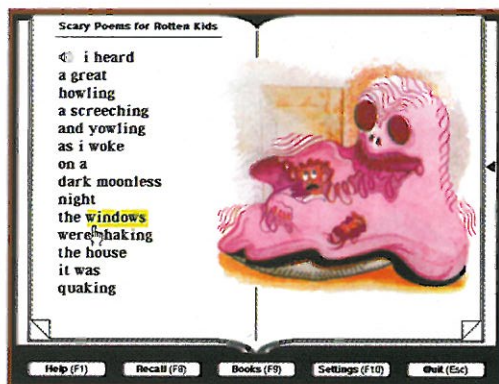 Scary Poems for Rotten Kids
i heard
a great
howling
a screeching
and yowling
as i woke
on a
dark moonless
night
the windows
were shaking
the house
it was
quaking
Help (F1) Recall (F8) Books (F9) Settings (F10) Quit (Esc)